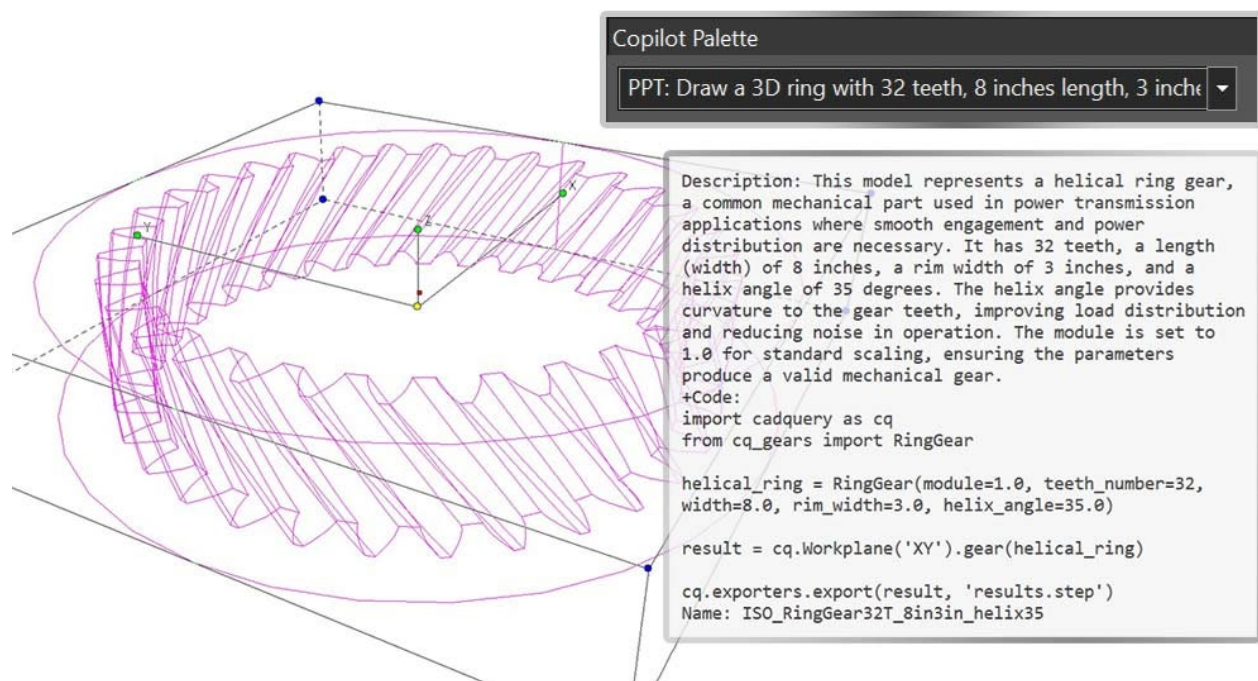 Copilot Palette
PPT: Draw a 3D ring with 32 teeth, 8 inches length, 3 inche
Description: This model represents a helical ring gear,
a common mechanical part used in power transmission
applications where smooth engagement and power
distribution are necessary. It has 32 teeth, a length
(width) of 8 inches, a rim width of 3 inches, and a
helix angle of 35 degrees. The helix angle provides
curvature to the gear teeth, improving load distribution
and reducing noise in operation. The module is set to
1.0 for standard scaling, ensuring the parameters
produce a valid mechanical gear.
+Code:
import cadquery as cq
from cq_gears import RingGear
helical_ring = RingGear(module=1.0, teeth_number=32,
width=8.0, rim_width=3.0, helix_angle=35.0)
result = cq.Workplane('XY').gear(helical_ring)
cq.exporters.export(result, 'results.step')
Name: ISO_RingGear32T_8in3in_helix35
X
Y
Z